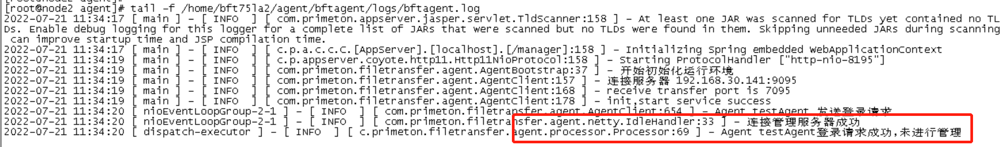 [root@node2 agent]#
[root@node2 agent]# tail -f /home/bft75la2/agent/bftagent/logs/bftagent.log
2022-07-21 11:34:17 [ main ] - [ INFO  ] [ com.primeton.appserver.jasper.servlet.TldScanner:158 ] - At least one JAR was scanned for TLDs yet contained no TL
Ds. Enable debug logging for this logger for a complete list of JARs that were scanned but no TLDs were found in them. Skipping unneeded JARs during scanning
 can improve startup time and JSP compilation time.
2022-07-21 11:34:17 [ main ] - [ INFO  ] [ c.p.a.c.c.C.[AppServer].[localhost].[/manager]:158 ] - Initializing Spring embedded WebApplicationContext
2022-07-21 11:34:19 [ main ] - [ INFO  ] [ c.p.appserver.coyote.http11.Http11NioProtocol:158 ] - Starting ProtocolHandler ["http-nio-8195"]
2022-07-21 11:34:19 [ main ] - [ INFO  ] [ com.primeton.filetransfer.agent.AgentBootstrap:37 ] - 开始初始化运行环境
2022-07-21 11:34:19 [ main ] - [ INFO  ] [ com.primeton.filetransfer.agent.AgentClient:157 ] - 连接服务器 192.168.30.141:9095
2022-07-21 11:34:19 [ main ] - [ INFO  ] [ com.primeton.filetransfer.agent.AgentClient:168 ] - receive transfer port is 7095
2022-07-21 11:34:19 [ main ] - [ INFO  ] [ com.primeton.filetransfer.agent.AgentClient:178 ] - init,start service success
2022-07-21 11:34:20 [ nioEventLoopGroup-2-1 ] - [ INFO  ] [ com.primeton.filetransfer.agent.AgentClient:654 ] - Agent testAgent 发送登录请求
2022-07-21 11:34:20 [ nioEventLoopGroup-2-1 ] - [ INFO  ] [ com.primeton.filetransfer.agent.netty.IdleHandler:33 ] - 连接管理服务器成功
2022-07-21 11:34:20 [ dispatch-executor ] - [ INFO  ] [ c.primeton.filetransfer.agent.processor.Processor:69 ] - Agent testAgent登录请求成功,未进行管理